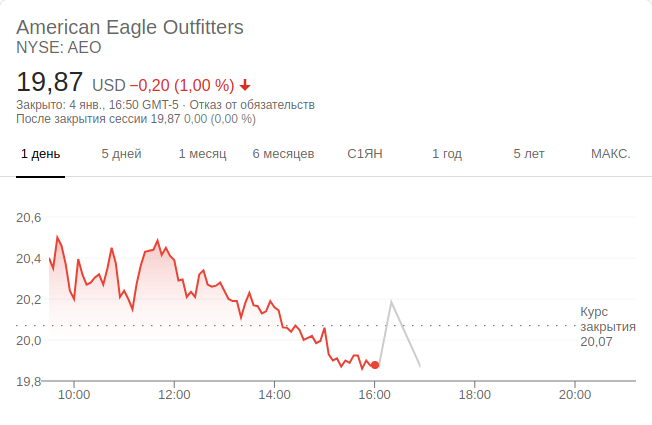 American Eagle Outfitters
NYSE: AEO
19,87 USD −0,20 (1,00 %)
Закрыто: 4 янв., 16:50 GMT-5 · Отказ от обязательств
После закрытия сессии 19,87 0,00 (0,00 %)
1 день 5 дней 1 месяц 6 месяцев С1ЯН 1 год 5 лет МАКС.
20,6
20,4
20,2
Курс
закрытия
20,07
20,0
19,8
10:00 12:00 14:00 16:00 18:00 20:00